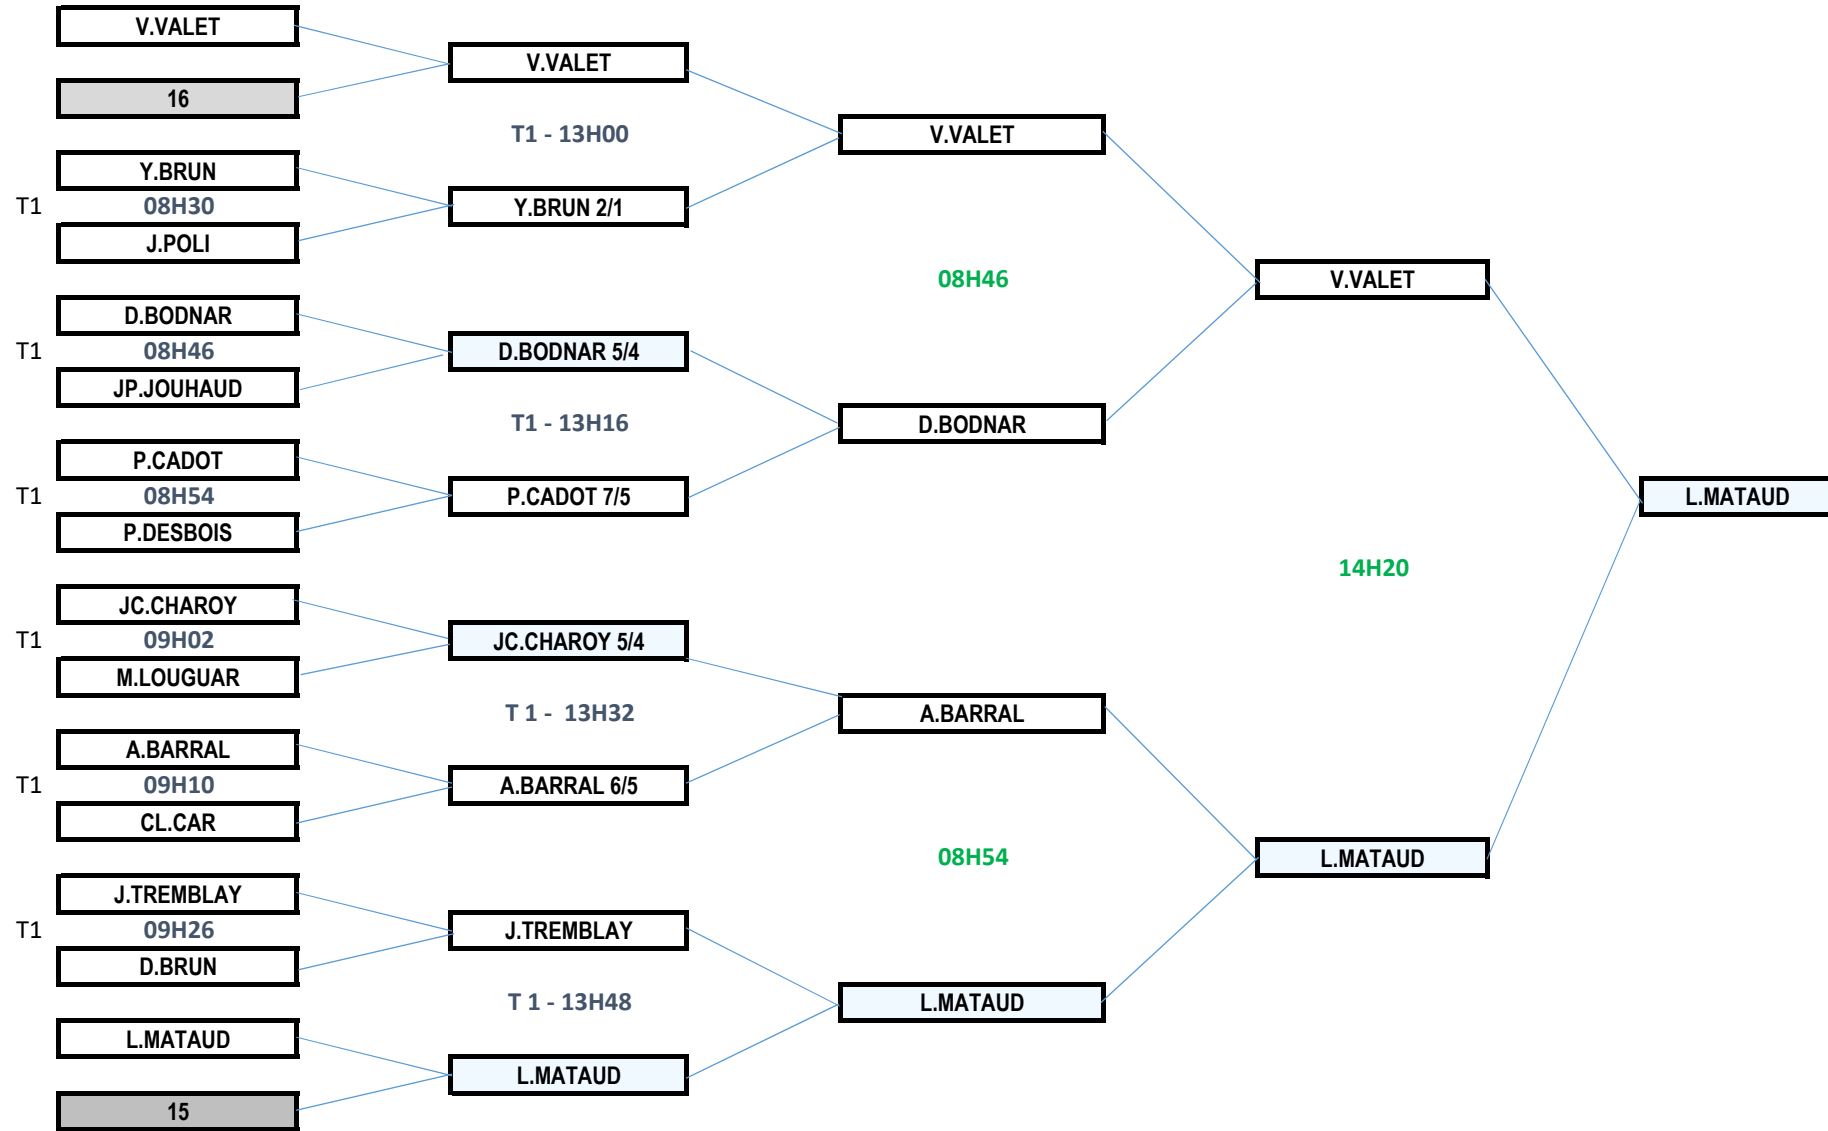 V.VALET
16
Y.BRUN
T1 08H30
J.POLI
D.BODNAR
T1 08H46
JP.JOUHAUD
P.CADOT
T1 08H54
P.DESBOIS
JC.CHAROY
T1 09H02
M.LOUGUAR
A.BARRAL
T1 09H10
CL.CAR
J.TREMBLAY
T1 09H26
D.BRUN
L.MATAUD
15
V.VALET
T1 - 13H00
Y.BRUN 2/1
D.BODNAR 5/4
T1 - 13H16
P.CADOT 7/5
JC.CHAROY 5/4
T 1 - 13H32
A.BARRAL 6/5
J.TREMBLAY
T 1 - 13H48
L.MATAUD
V.VALET
08H46
D.BODNAR
A.BARRAL
08H54
L.MATAUD
V.VALET
14H20
L.MATAUD
L.MATAUD